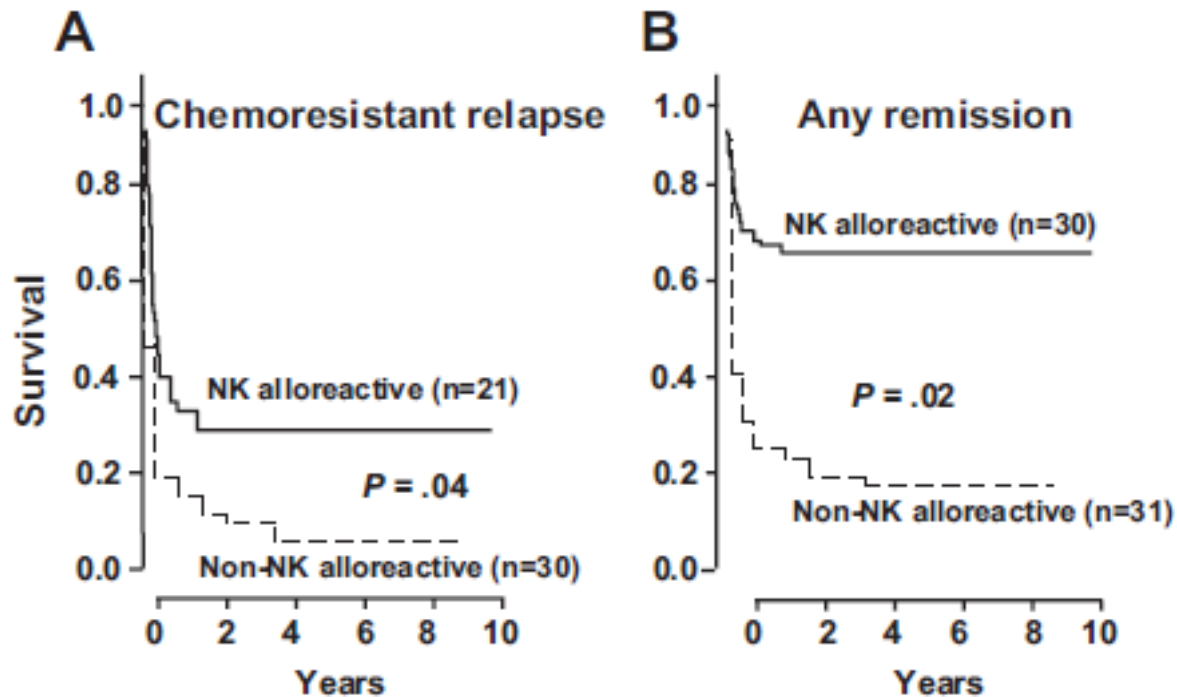 A
Chemoresistant relapse
Survival
1.0
0.8
0.6
0.4
0.2
0.0
NK alloreactive (n=21)
P = .04
Non-NK alloreactive (n=30)
0 2 4 6 8 10
Years
B
Any remission
1.0
0.8
0.6
0.4
0.2
0.0
NK alloreactive (n=30)
P = .02
Non-NK alloreactive (n=31)
0 2 4 6 8 10
Years